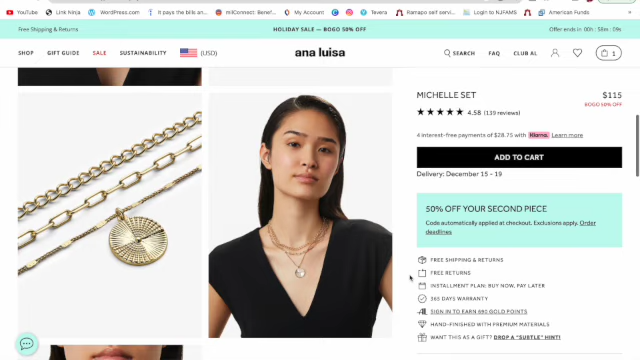 YouTube
Link Ninja
WordPress.com
It pays the bills an...
milConnect: Benef...
My Account
Tevera
Ramapo self servi...
Login to NJFAMS
American Funds
Free Shipping & Returns
HOLIDAY SALE — BOGO 50% OFF
Offer ends in 00h : 58m : 09s
SHOP
GIFT GUIDE
SALE
SUSTAINABILITY
(USD)
ana luisa
SEARCH
FAQ
CLUB AL
1
MICHELLE SET
$115
BOGO 50% OFF
★★★★★ 4.58 (139 reviews)
4 interest-free payments of $28.75 with Klarna. Learn more
ADD TO CART
Delivery: December 15 - 19
50% OFF YOUR SECOND PIECE
Code automatically applied at checkout. Exclusions apply. Order
deadlines
FREE SHIPPING & RETURNS
FREE RETURNS
INSTALLMENT PLAN: BUY NOW, PAY LATER
365 DAYS WARRANTY
SIGN IN TO EARN 690 GOLD POINTS
HAND-FINISHED WITH PREMIUM MATERIALS
WANT THIS AS A GIFT? DROP A "SUBTLE" HINT!